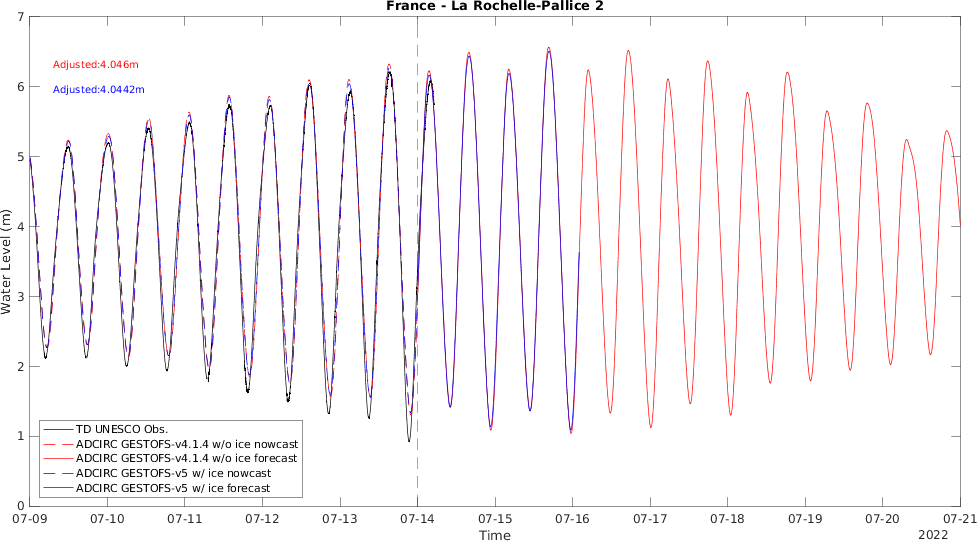 France - La Rochelle-Pallice 2
7
6
5
4
3
2
1
0
Water Level (m)
Adjusted:4.046m
Adjusted:4.0442m
TD UNESCO Obs.
ADCIRC GESTOFS-v4.1.4 w/o ice nowcast
ADCIRC GESTOFS-v4.1.4 w/o ice forecast
ADCIRC GESTOFS-v5 w/ ice nowcast
ADCIRC GESTOFS-v5 w/ ice forecast
07-09 07-10 07-11 07-12 07-13 07-14 07-15 07-16 07-17 07-18 07-19 07-20 07-21
Time
2022